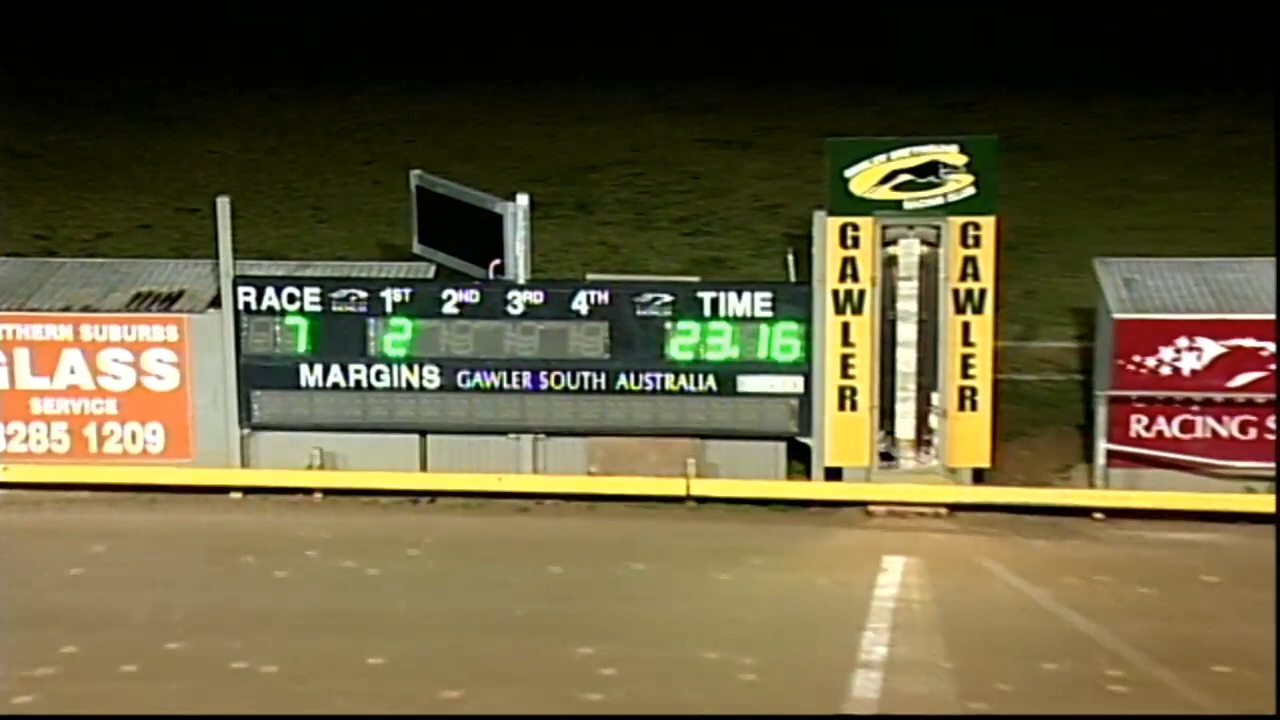 RACE 1ST 2ND 3RD 4TH TIME
7 2 23.16
MARGINS GAWLER SOUTH AUSTRALIA
GAWLER
GAWLER
THERN SUBURBS
GLASS
SERVICE
8285 1209
RACING S